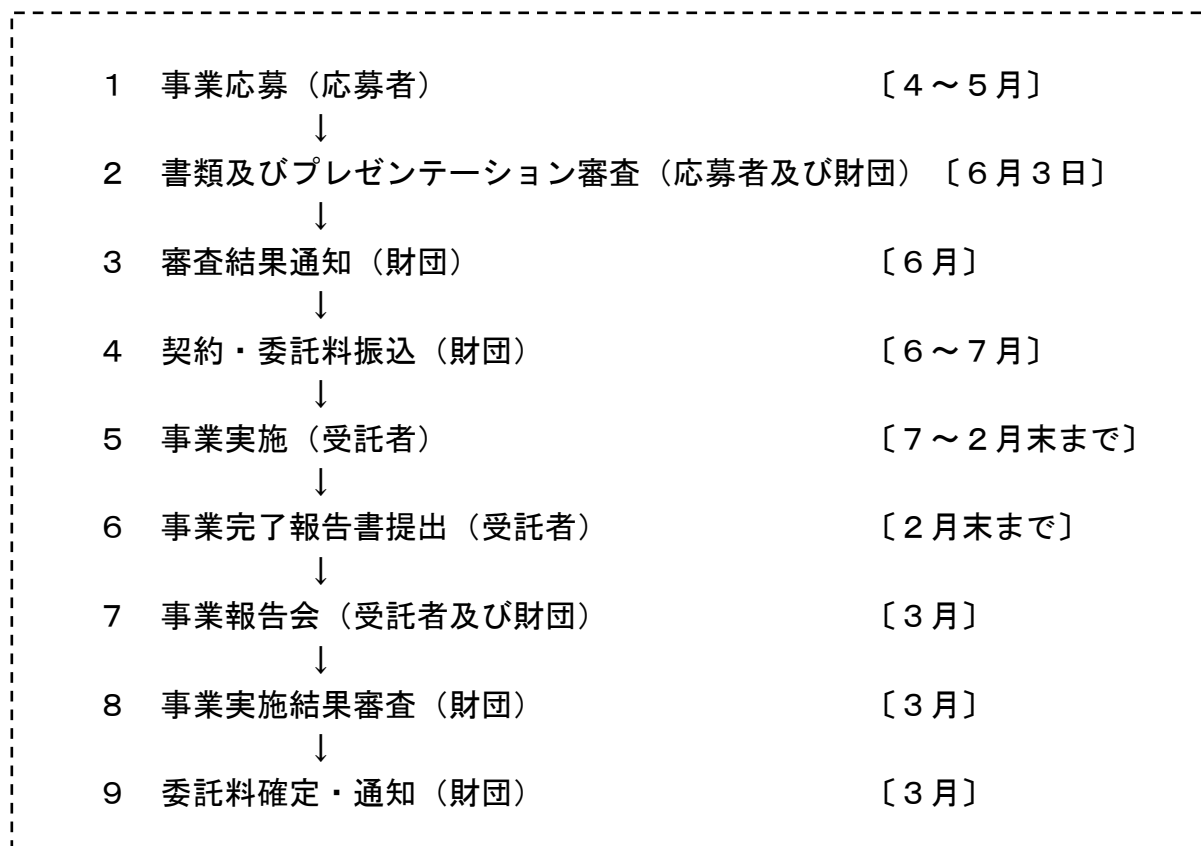 １　事業応募（応募者）　〔４～５月〕
↓
２　書類及びプレゼンテーション審査（応募者及び財団）〔６月３日〕
↓
３　審査結果通知（財団）　〔６月〕
↓
４　契約・委託料振込（財団）　〔６～７月〕
↓
５　事業実施（受託者）　〔７～２月末まで〕
↓
６　事業完了報告書提出（受託者）　〔２月末まで〕
↓
７　事業報告会（受託者及び財団）　〔３月〕
↓
８　事業実施結果審査（財団）　〔３月〕
↓
９　委託料確定・通知（財団）　〔３月〕